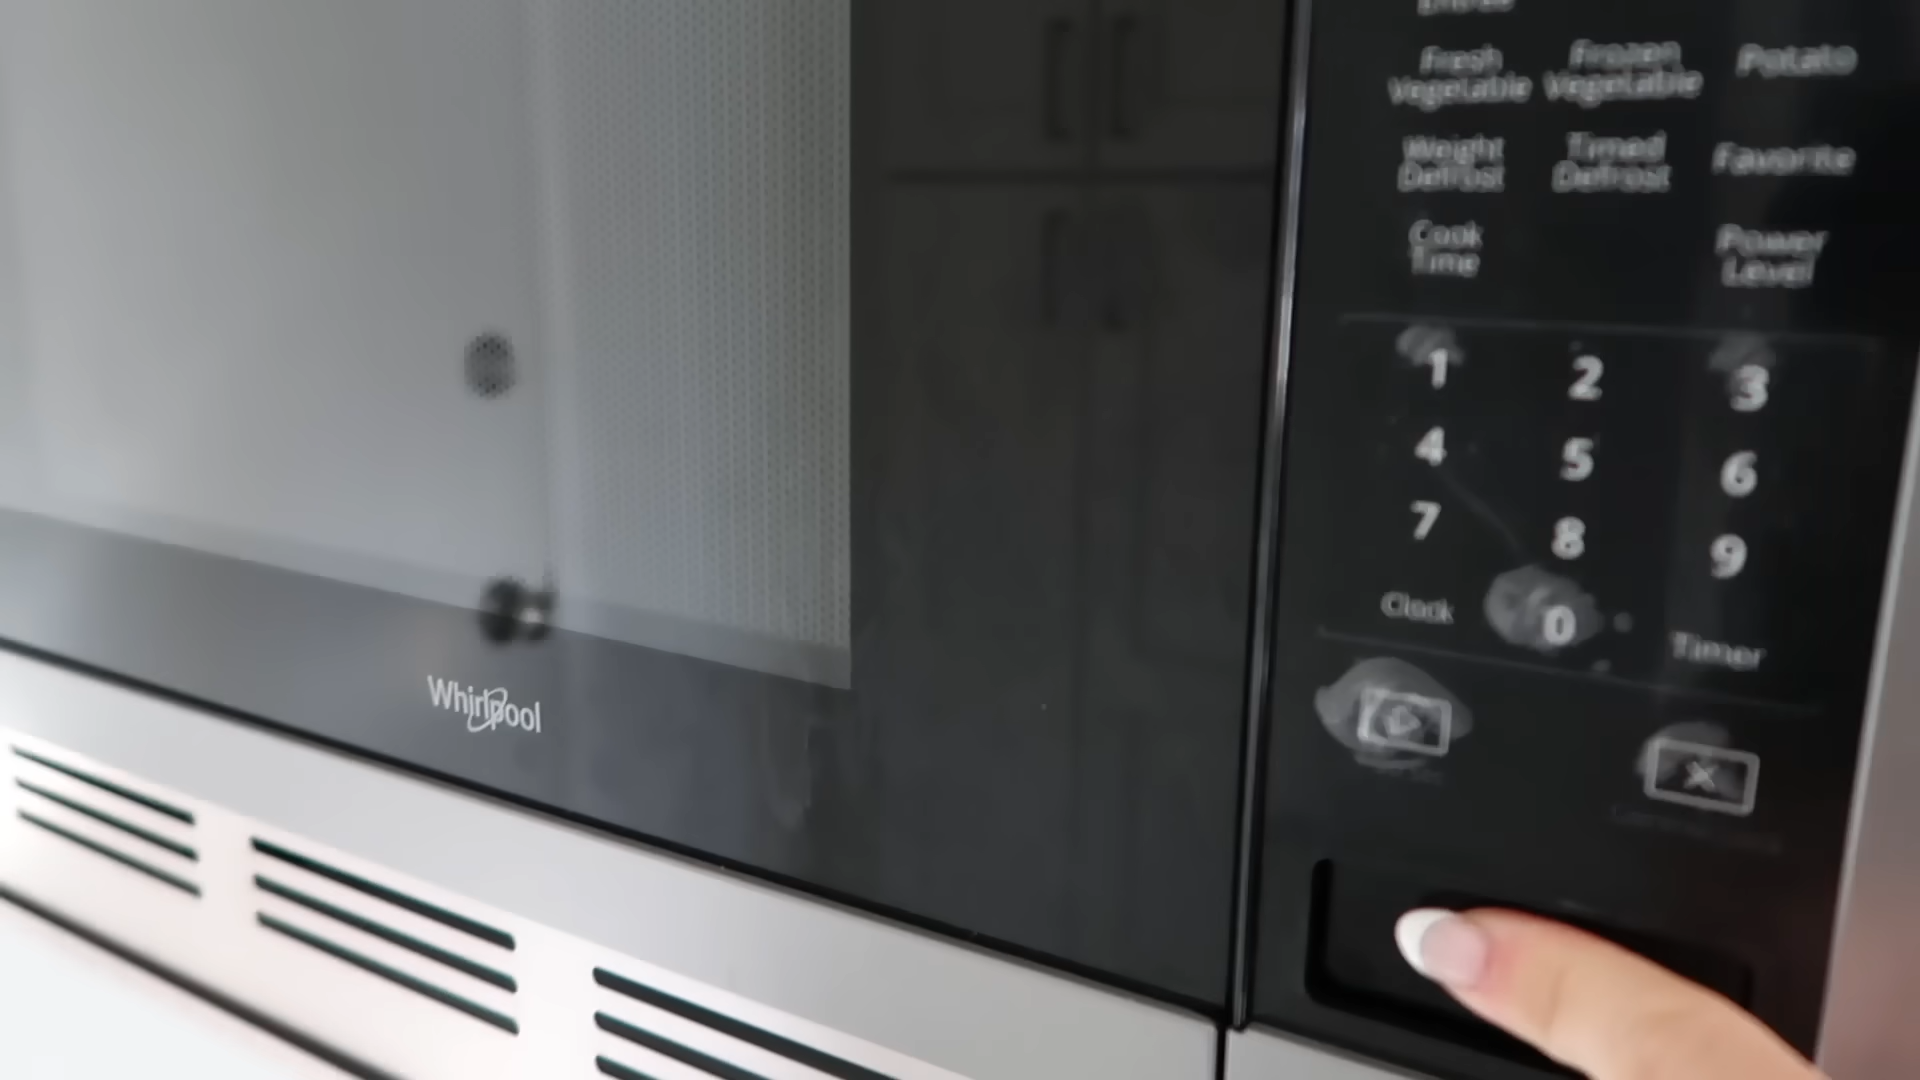 Fresh
Vegetable
Frozen
Vegetable
Potato
Weight
Defrost
Timed
Defrost
Favorite
Cook
Time
Power
Level
1 2 3
4 5 6
7 8 9
Clock 0 Timer
Whirlpool